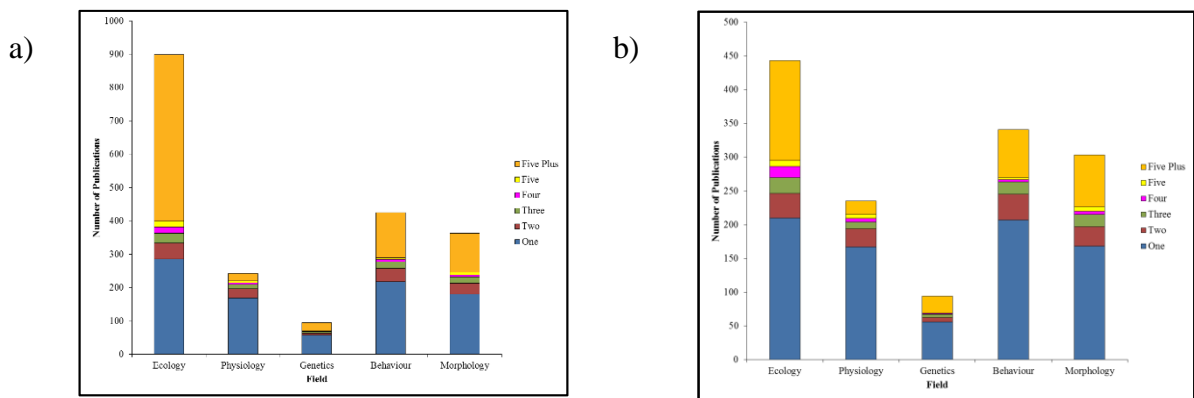 a)
Number of Publications
1000
900
800
700
600
500
400
300
200
100
0
Ecology Physiology Genetics Behaviour Morphology
Field
Five Plus
Five
Four
Three
Two
One
b)
Number of Publications
500
450
400
350
300
250
200
150
100
50
0
Ecology Physiology Genetics Behaviour Morphology
Field
Five Plus
Five
Four
Three
Two
One